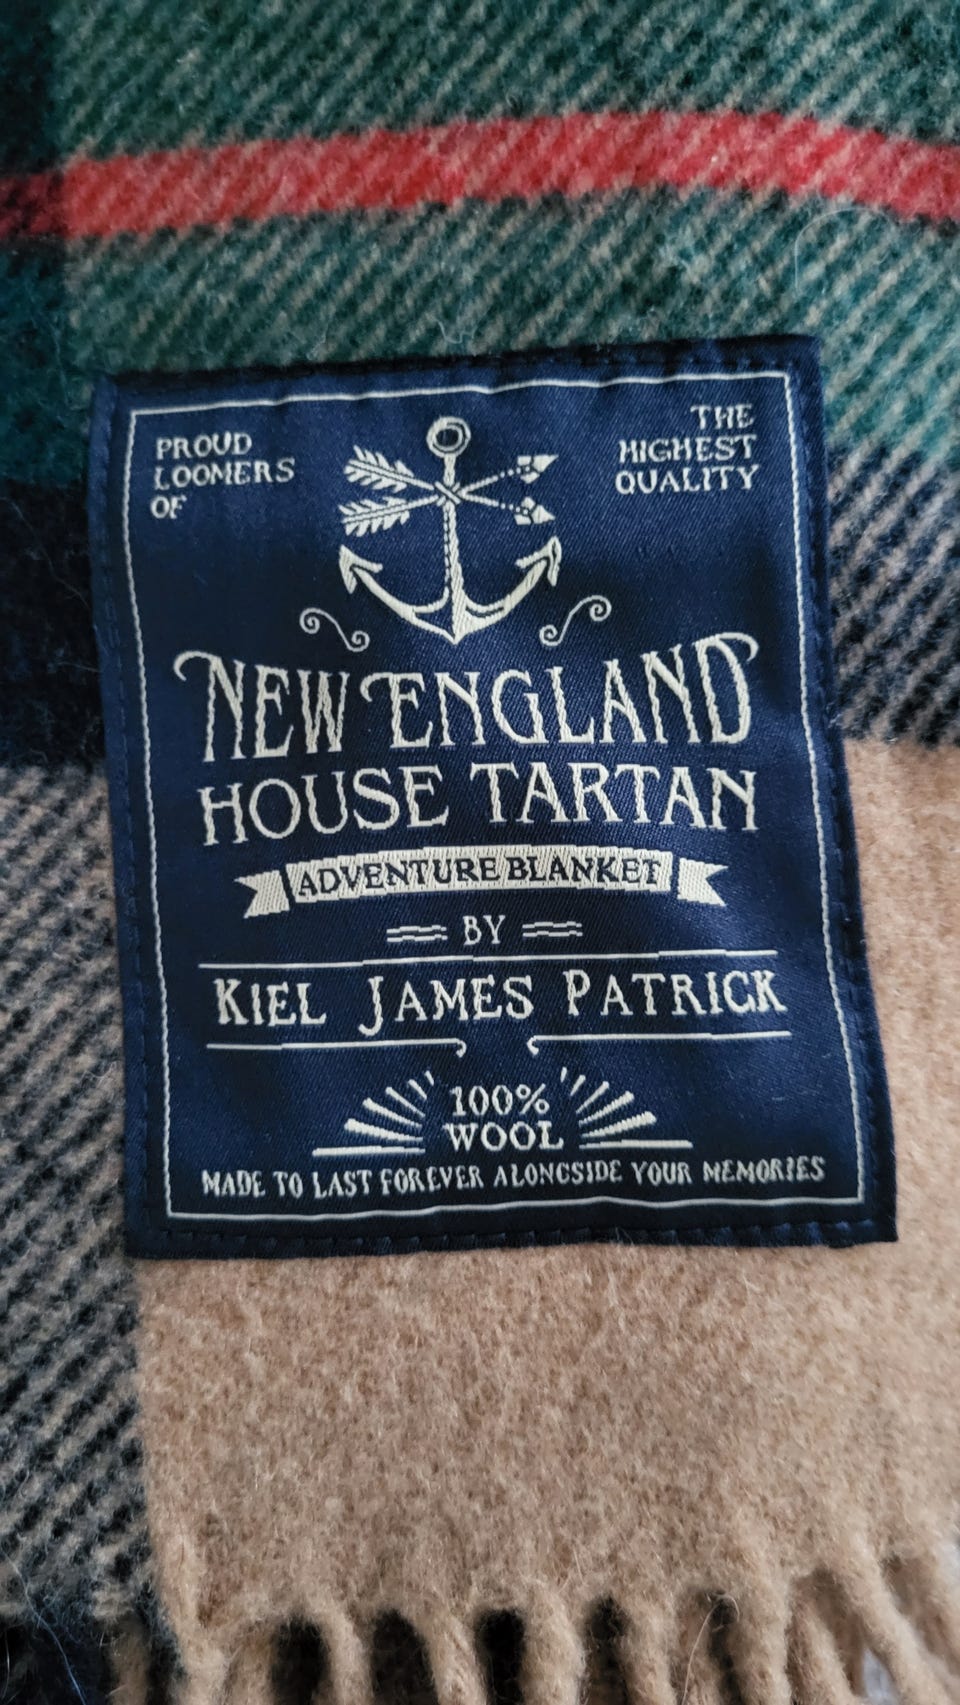 PROUD
LOOMERS
OF
THE
HIGHEST
QUALITY
NEW ENGLAND
HOUSE TARTAN
ADVENTURE BLANKET
BY
KIEL JAMES PATRICK
100%
WOOL
MADE TO LAST FOREVER ALONGSIDE YOUR MEMORIES